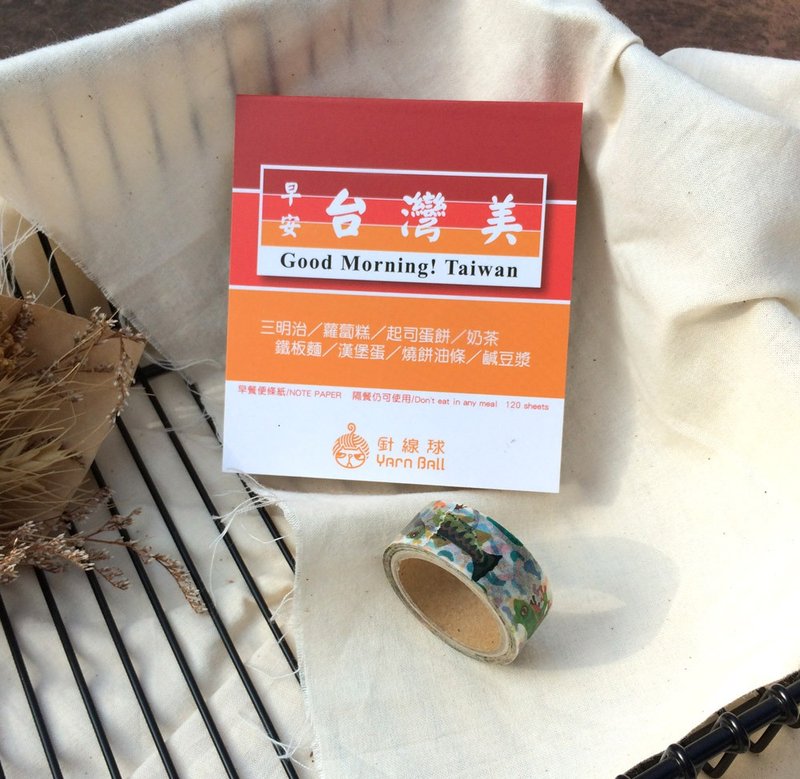 早安 台灣美
Good Morning! Taiwan
三明治／蘿蔔糕／起司蛋餅／奶茶
鐵板麵／漢堡蛋／燒餅油條／鹹豆漿
早餐便條紙/NOTE PAPER 隔餐仍可使用/Don't eat in any meal 120 sheets
針線球
Yarn Ball